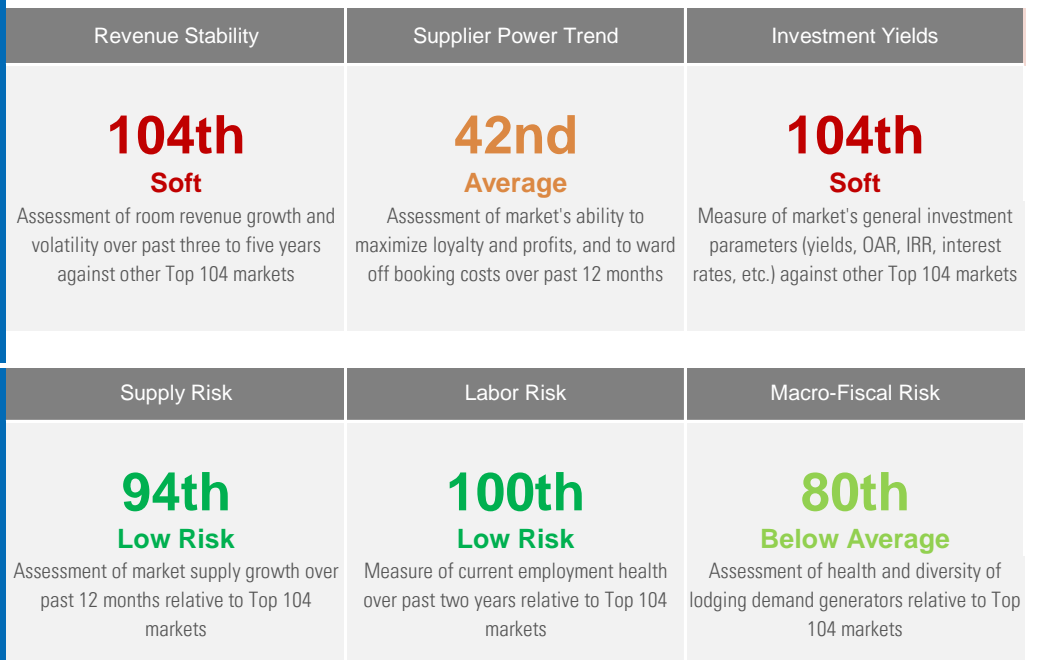 Revenue Stability
Supplier Power Trend
Investment Yields
104th
Soft
Assessment of room revenue growth and
volatility over past three to five years
against other Top 104 markets
42nd
Average
Assessment of market's ability to
maximize loyalty and profits, and to ward
off booking costs over past 12 months
104th
Soft
Measure of market's general investment
parameters (yields, OAR, IRR, interest
rates, etc.) against other Top 104 markets
Supply Risk
Labor Risk
Macro-Fiscal Risk
94th
Low Risk
Assessment of market supply growth over
past 12 months relative to Top 104
markets
100th
Low Risk
Measure of current employment health
over past two years relative to Top 104
markets
80th
Below Average
Assessment of health and diversity of
lodging demand generators relative to Top
104 markets